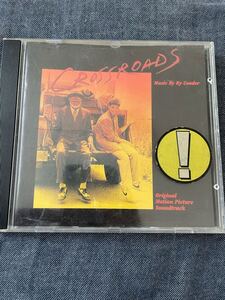 CROSSROADS
Music By Ry Cooder
!
Original
Motion Picture
Soundtrack